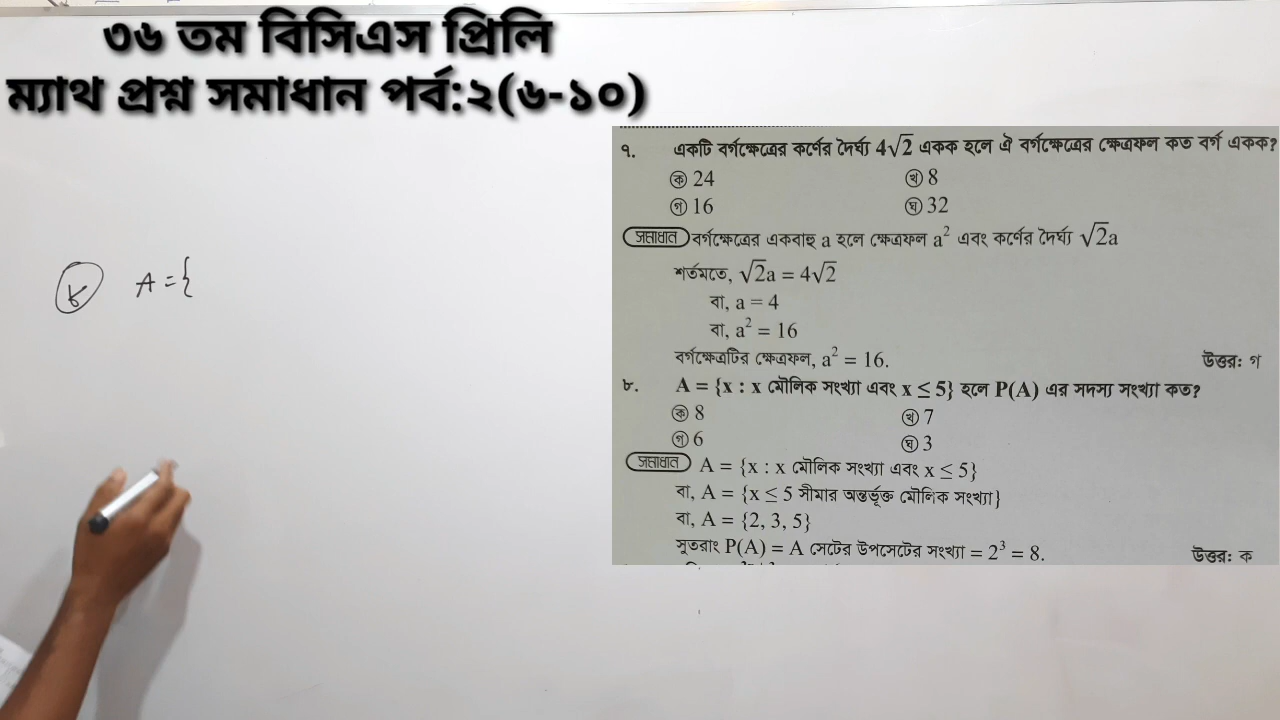 ৩৬ তম বিসিএস প্রিলি
ম্যাথ প্রশ্ন সমাধান পর্ব:২(৬-১০)
৭. একটি বর্গক্ষেত্রের কর্ণের দৈর্ঘ্য 4√2 একক হলে ঐ বর্গক্ষেত্রের ক্ষেত্রফল কত বর্গ একক?
ক 24 খ 8
গ 16 ঘ 32
সমাধান বর্গক্ষেত্রের একবাহু a হলে ক্ষেত্রফল a² এবং কর্ণের দৈর্ঘ্য √2a
শর্তমতে, √2a = 4√2
বা, a = 4
বা, a² = 16
বর্গক্ষেত্রটির ক্ষেত্রফল, a² = 16. উত্তর: গ
৮. A = {x : x মৌলিক সংখ্যা এবং x ≤ 5} হলে P(A) এর সদস্য সংখ্যা কত?
ক 8 খ 7
গ 6 ঘ 3
সমাধান A = {x : x মৌলিক সংখ্যা এবং x ≤ 5}
বা, A = {x ≤ 5 সীমার অন্তর্ভূক্ত মৌলিক সংখ্যা}
বা, A = {2, 3, 5}
সুতরাং P(A) = A সেটের উপসেটের সংখ্যা = 2³ = 8. উত্তর: ক
৮ A = {